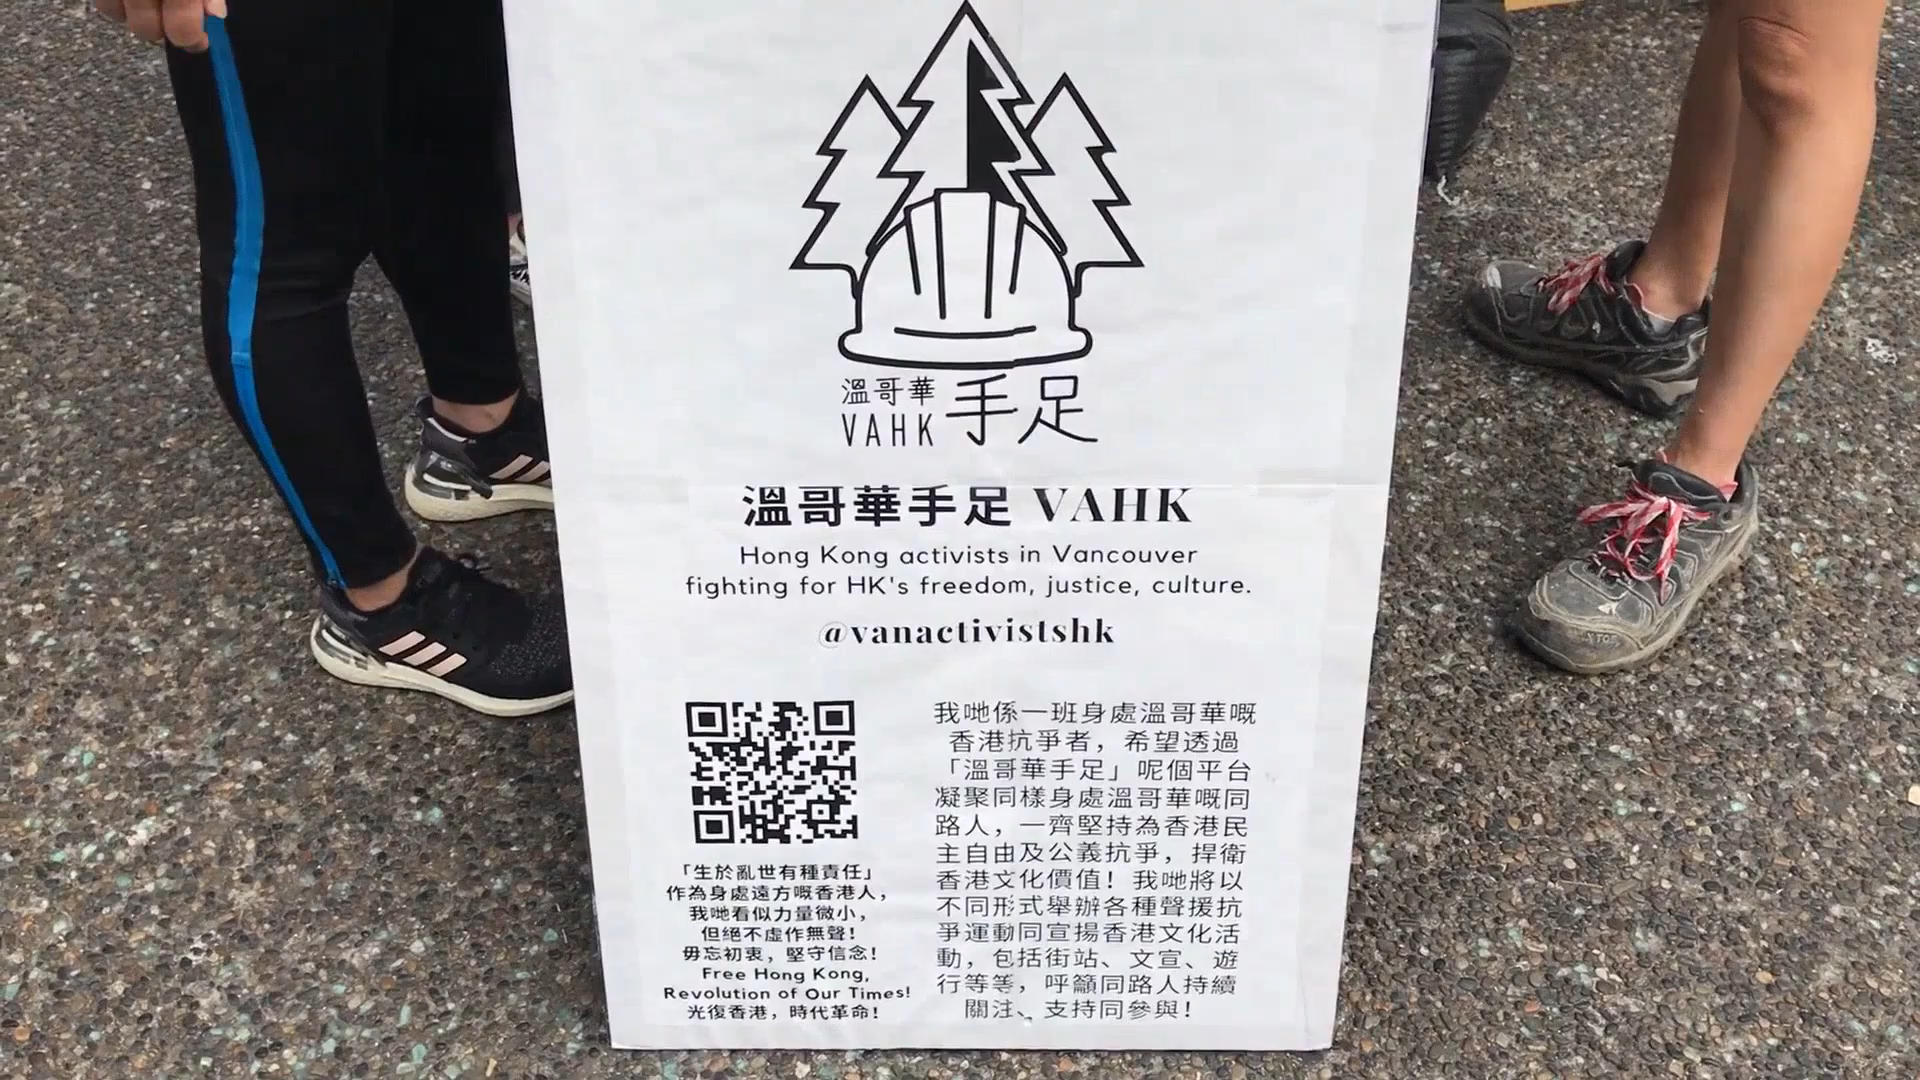 溫哥華
VAHK
手足
溫哥華手足 VAHK
Hong Kong activists in Vancouver
fighting for HK's freedom, justice, culture.
@vanactivistshk
「生於亂世有種責任」
作為身處遠方嘅香港人，
我哋看似力量微小，
但絕不虛作無聲！
毋忘初衷，堅守信念！
Free Hong Kong,
Revolution of Our Times!
光復香港，時代革命！
我哋係一班身處溫哥華嘅
香港抗爭者，希望透過
「溫哥華手足」呢個平台
凝聚同樣身處溫哥華嘅同
路人，一齊堅持為香港民
主自由及公義抗爭，捍衛
香港文化價值！我哋將以
不同形式舉辦各種聲援抗
爭運動同宣揚香港文化活
動，包括街站、文宣、遊
行等等，呼籲同路人持續
關注、支持同參與！